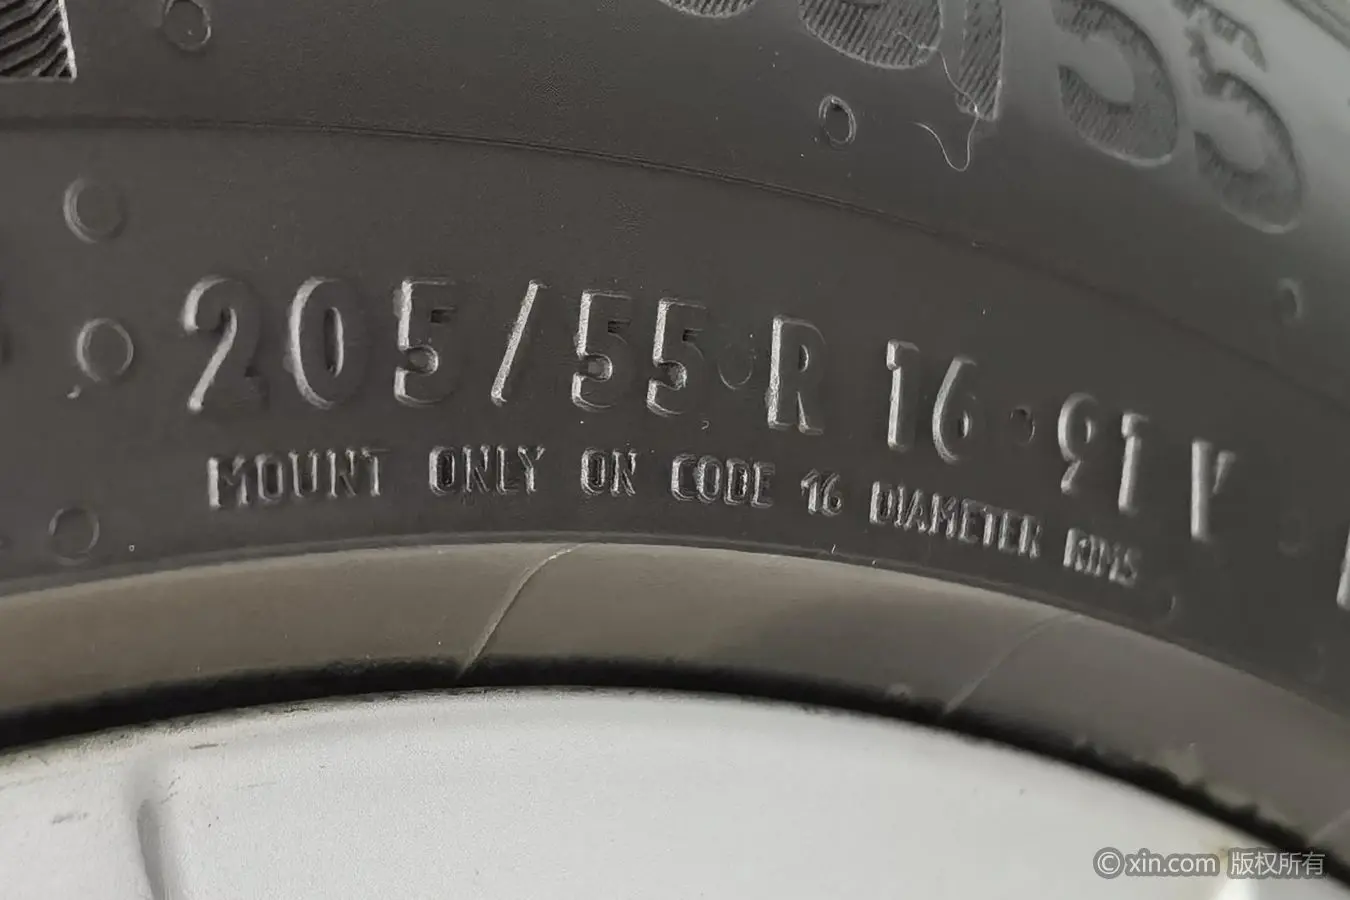 205/55 R 16 91 V
MOUNT ONLY ON CODE 16 DIAMETER RIMS
©xin.com 版权所有